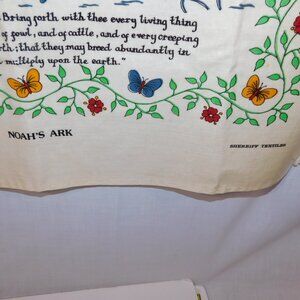 Bring forth with thee every living thing
of fowl, and of cattle, and of every creeping
rth; that they may breed abundantly in
multiply upon the earth."
NOAH'S ARK
SHERRIFF TEXTILES